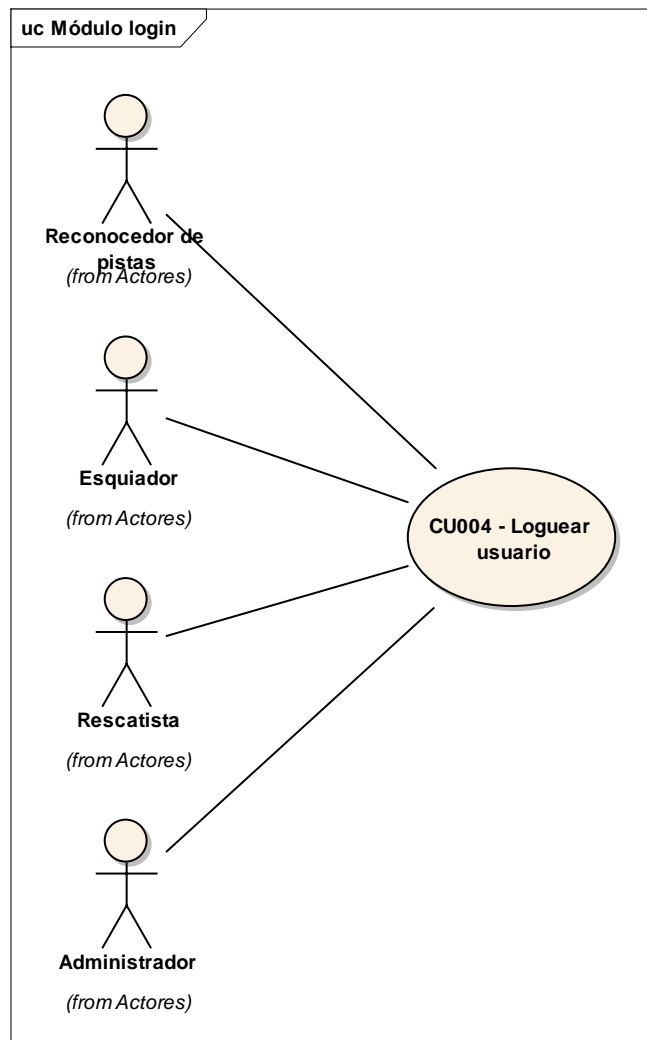 uc Módulo login
Reconocedor de
pistas
(from Actores)
Esquiador
(from Actores)
CU004 - Loguear
usuario
Rescatista
(from Actores)
Administrador
(from Actores)